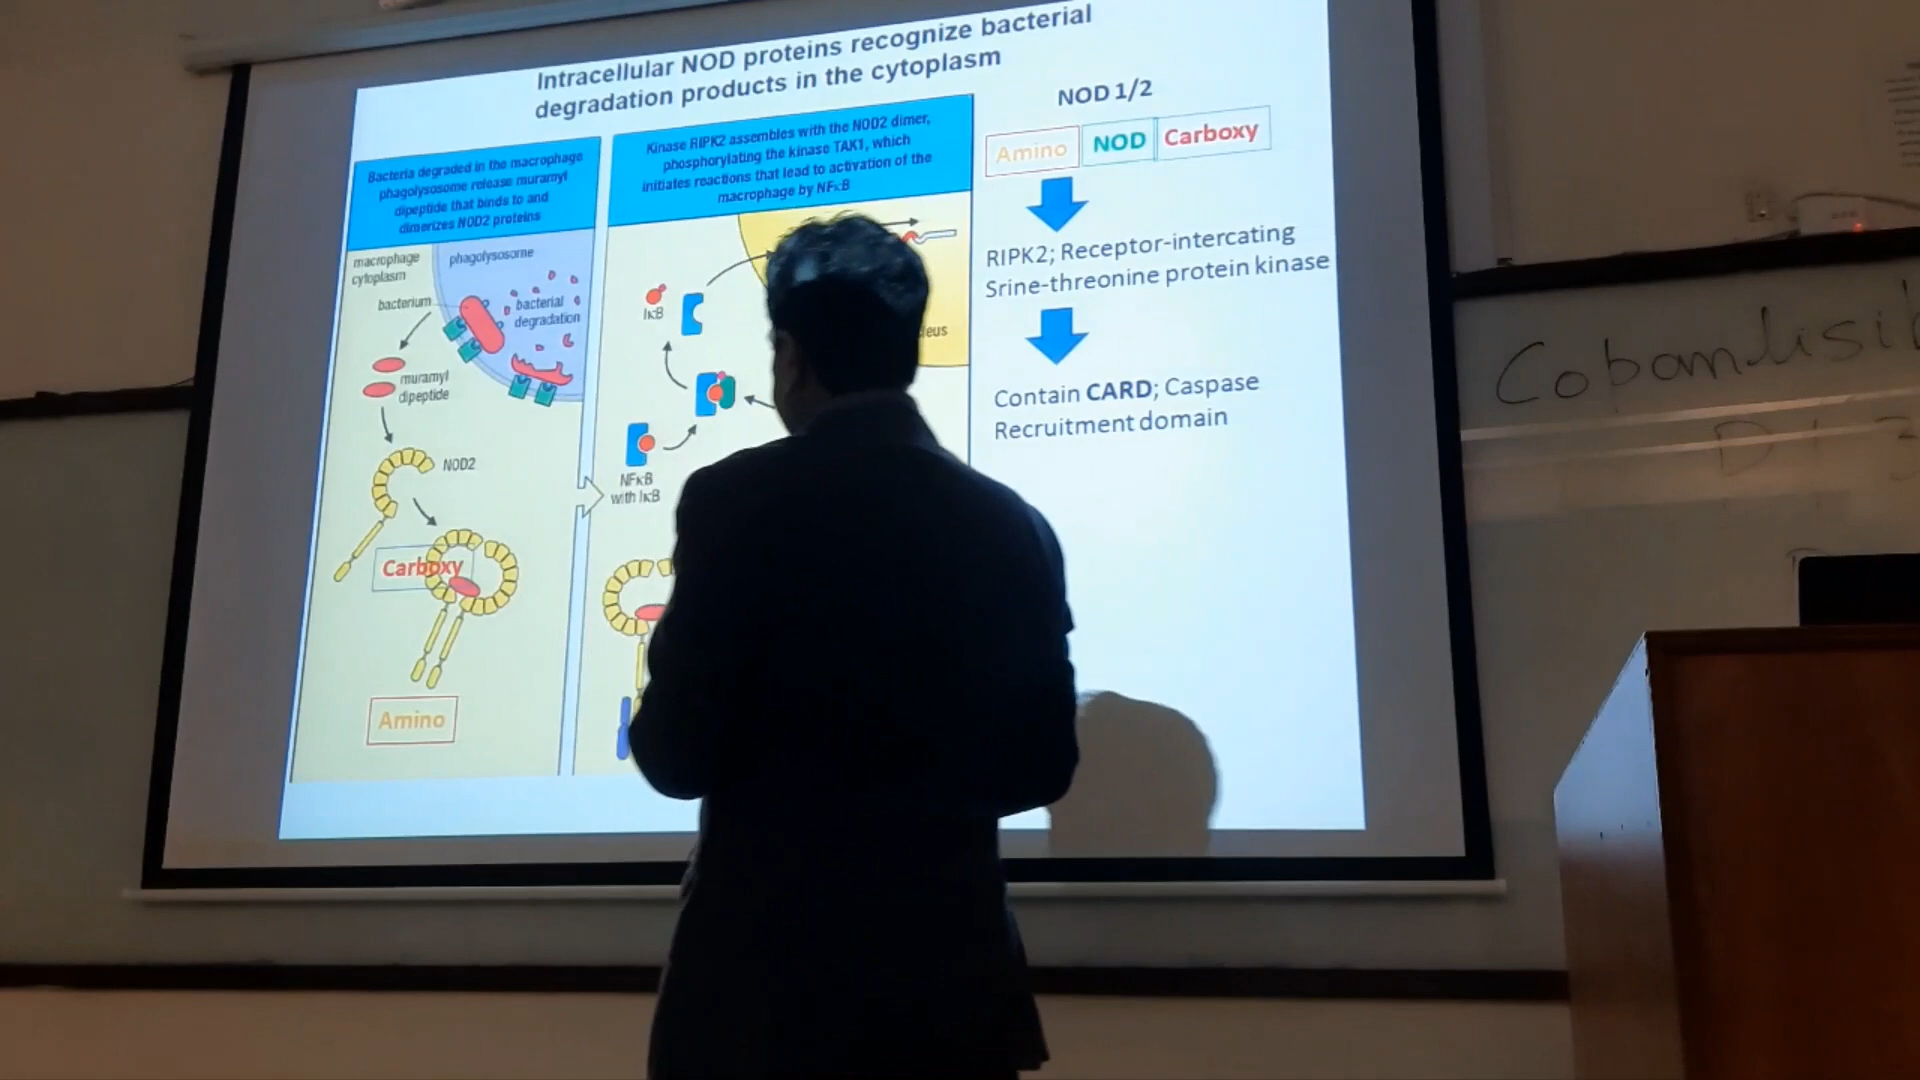 Intracellular NOD proteins recognize bacterial
degradation products in the cytoplasm
Bacteria degraded in the macrophage
phagolysosome release muramyl
dipeptide that binds to and
dimerizes NOD2 proteins
macrophage
cytoplasm
phagolysosome
bacterium
bacterial
degradation
muramyl
dipeptide
NOD2
Carboxy
Amino
Kinase RIPK2 assembles with the NOD2 dimer,
phosphorylating the kinase TAK1, which
initiates reactions that lead to activation of the
macrophage by NFκB
IκB
eus
NFκB
with IκB
NOD 1/2
Amino NOD Carboxy
RIPK2; Receptor-intercating
Srine-threonine protein kinase
Contain CARD; Caspase
Recruitment domain